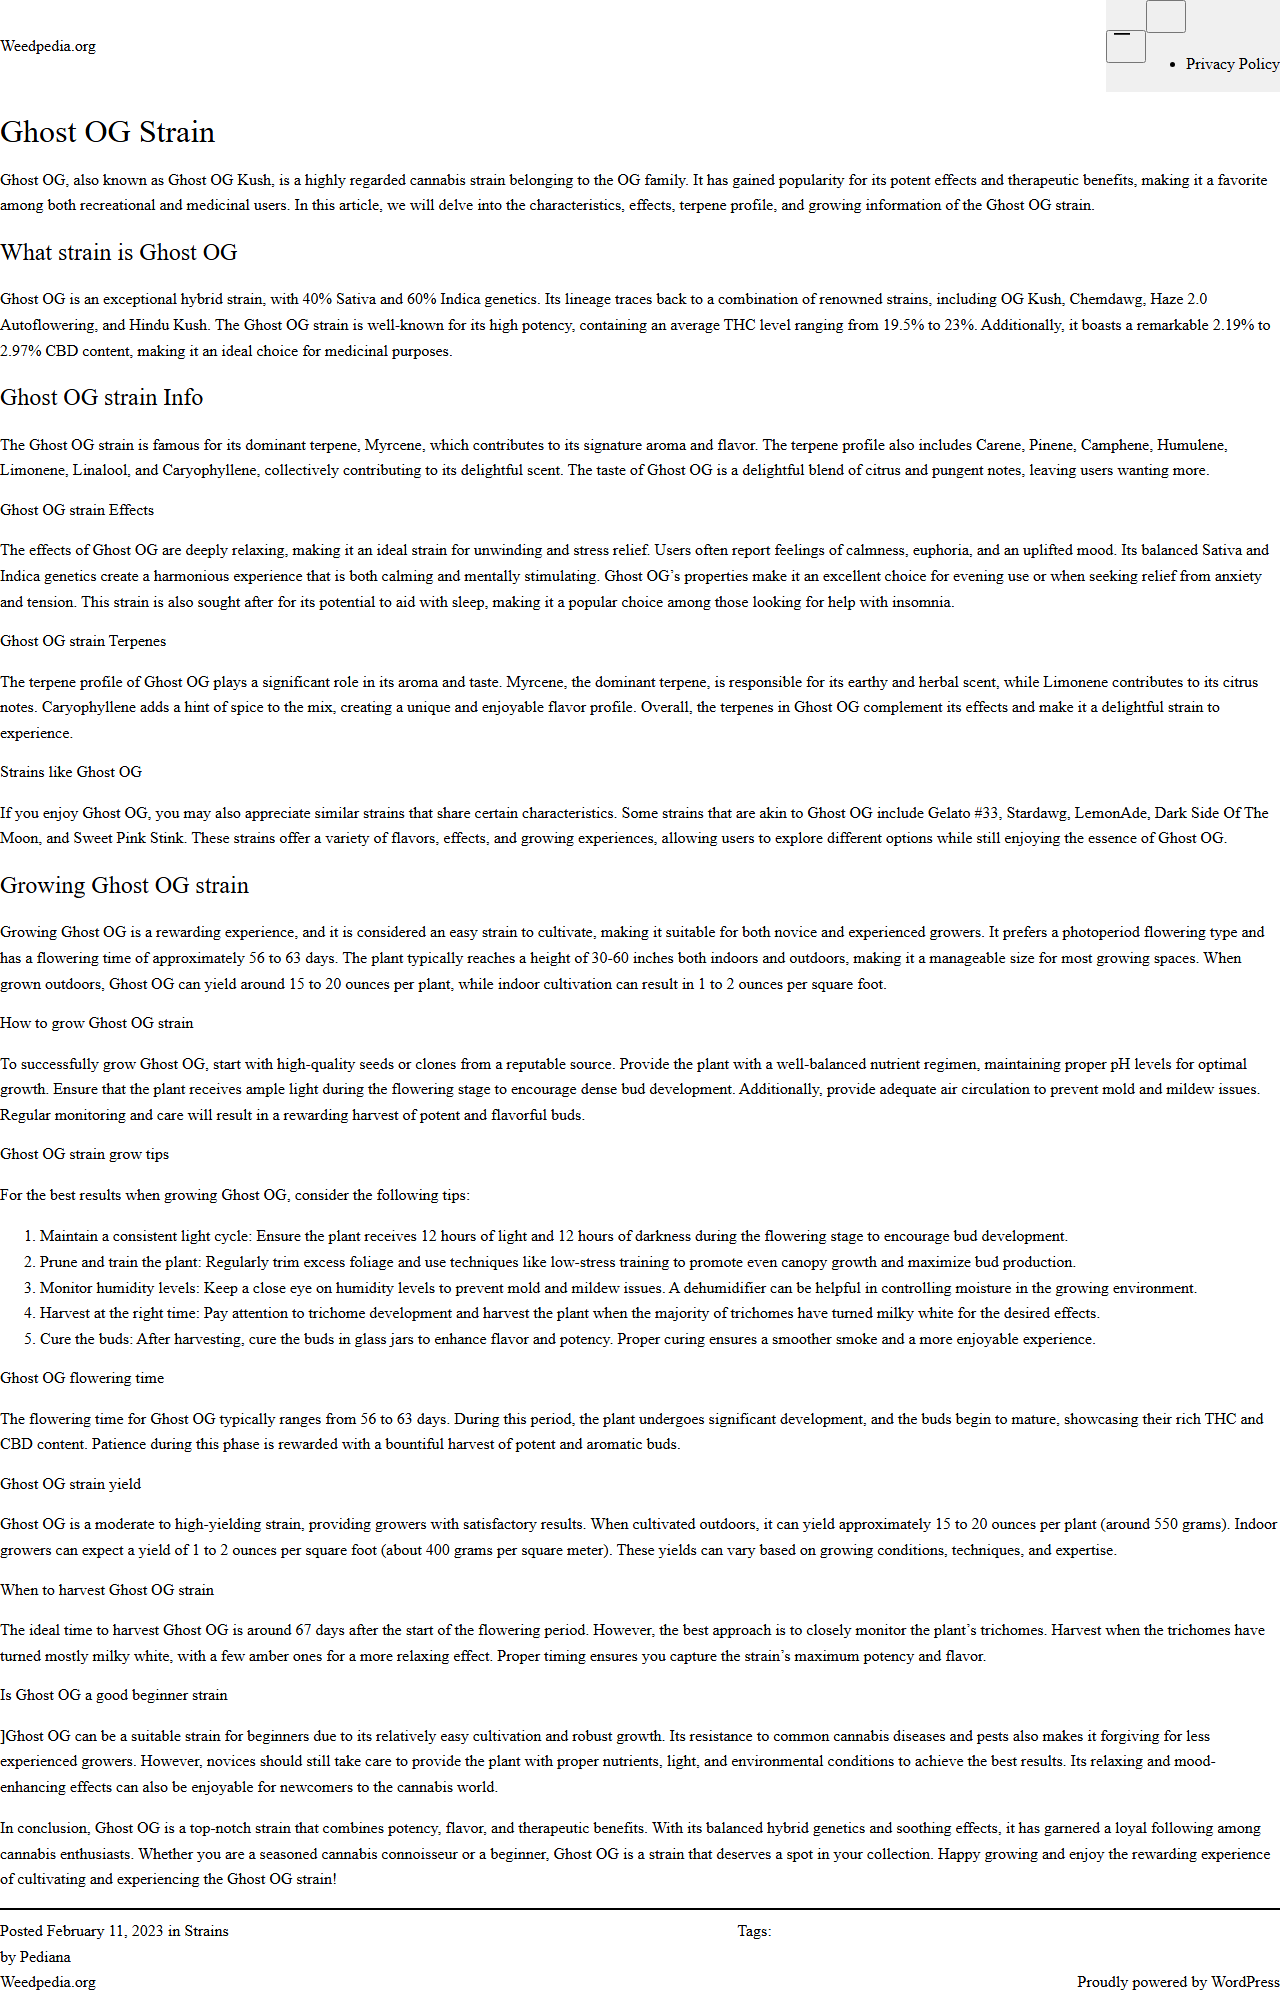 Weedpedia.org
Privacy Policy
Ghost OG Strain
Ghost OG, also known as Ghost OG Kush, is a highly regarded cannabis strain belonging to the OG family. It has gained popularity for its potent effects and therapeutic benefits, making it a favorite
among both recreational and medicinal users. In this article, we will delve into the characteristics, effects, terpene profile, and growing information of the Ghost OG strain.
What strain is Ghost OG
Ghost OG is an exceptional hybrid strain, with 40% Sativa and 60% Indica genetics. Its lineage traces back to a combination of renowned strains, including OG Kush, Chemdawg, Haze 2.0
Autoflowering, and Hindu Kush. The Ghost OG strain is well-known for its high potency, containing an average THC level ranging from 19.5% to 23%. Additionally, it boasts a remarkable 2.19% to
2.97% CBD content, making it an ideal choice for medicinal purposes.
Ghost OG strain Info
The Ghost OG strain is famous for its dominant terpene, Myrcene, which contributes to its signature aroma and flavor. The terpene profile also includes Carene, Pinene, Camphene, Humulene,
Limonene, Linalool, and Caryophyllene, collectively contributing to its delightful scent. The taste of Ghost OG is a delightful blend of citrus and pungent notes, leaving users wanting more.
Ghost OG strain Effects
The effects of Ghost OG are deeply relaxing, making it an ideal strain for unwinding and stress relief. Users often report feelings of calmness, euphoria, and an uplifted mood. Its balanced Sativa and
Indica genetics create a harmonious experience that is both calming and mentally stimulating. Ghost OG’s properties make it an excellent choice for evening use or when seeking relief from anxiety
and tension. This strain is also sought after for its potential to aid with sleep, making it a popular choice among those looking for help with insomnia.
Ghost OG strain Terpenes
The terpene profile of Ghost OG plays a significant role in its aroma and taste. Myrcene, the dominant terpene, is responsible for its earthy and herbal scent, while Limonene contributes to its citrus
notes. Caryophyllene adds a hint of spice to the mix, creating a unique and enjoyable flavor profile. Overall, the terpenes in Ghost OG complement its effects and make it a delightful strain to
experience.
Strains like Ghost OG
If you enjoy Ghost OG, you may also appreciate similar strains that share certain characteristics. Some strains that are akin to Ghost OG include Gelato #33, Stardawg, LemonAde, Dark Side Of The
Moon, and Sweet Pink Stink. These strains offer a variety of flavors, effects, and growing experiences, allowing users to explore different options while still enjoying the essence of Ghost OG.
Growing Ghost OG strain
Growing Ghost OG is a rewarding experience, and it is considered an easy strain to cultivate, making it suitable for both novice and experienced growers. It prefers a photoperiod flowering type and
has a flowering time of approximately 56 to 63 days. The plant typically reaches a height of 30-60 inches both indoors and outdoors, making it a manageable size for most growing spaces. When
grown outdoors, Ghost OG can yield around 15 to 20 ounces per plant, while indoor cultivation can result in 1 to 2 ounces per square foot.
How to grow Ghost OG strain
To successfully grow Ghost OG, start with high-quality seeds or clones from a reputable source. Provide the plant with a well-balanced nutrient regimen, maintaining proper pH levels for optimal
growth. Ensure that the plant receives ample light during the flowering stage to encourage dense bud development. Additionally, provide adequate air circulation to prevent mold and mildew issues.
Regular monitoring and care will result in a rewarding harvest of potent and flavorful buds.
Ghost OG strain grow tips
For the best results when growing Ghost OG, consider the following tips:
1. Maintain a consistent light cycle: Ensure the plant receives 12 hours of light and 12 hours of darkness during the flowering stage to encourage bud development.
2. Prune and train the plant: Regularly trim excess foliage and use techniques like low-stress training to promote even canopy growth and maximize bud production.
3. Monitor humidity levels: Keep a close eye on humidity levels to prevent mold and mildew issues. A dehumidifier can be helpful in controlling moisture in the growing environment.
4. Harvest at the right time: Pay attention to trichome development and harvest the plant when the majority of trichomes have turned milky white for the desired effects.
5. Cure the buds: After harvesting, cure the buds in glass jars to enhance flavor and potency. Proper curing ensures a smoother smoke and a more enjoyable experience.
Ghost OG flowering time
The flowering time for Ghost OG typically ranges from 56 to 63 days. During this period, the plant undergoes significant development, and the buds begin to mature, showcasing their rich THC and
CBD content. Patience during this phase is rewarded with a bountiful harvest of potent and aromatic buds.
Ghost OG strain yield
Ghost OG is a moderate to high-yielding strain, providing growers with satisfactory results. When cultivated outdoors, it can yield approximately 15 to 20 ounces per plant (around 550 grams). Indoor
growers can expect a yield of 1 to 2 ounces per square foot (about 400 grams per square meter). These yields can vary based on growing conditions, techniques, and expertise.
When to harvest Ghost OG strain
The ideal time to harvest Ghost OG is around 67 days after the start of the flowering period. However, the best approach is to closely monitor the plant’s trichomes. Harvest when the trichomes have
turned mostly milky white, with a few amber ones for a more relaxing effect. Proper timing ensures you capture the strain’s maximum potency and flavor.
Is Ghost OG a good beginner strain
]Ghost OG can be a suitable strain for beginners due to its relatively easy cultivation and robust growth. Its resistance to common cannabis diseases and pests also makes it forgiving for less
experienced growers. However, novices should still take care to provide the plant with proper nutrients, light, and environmental conditions to achieve the best results. Its relaxing and mood-
enhancing effects can also be enjoyable for newcomers to the cannabis world.
In conclusion, Ghost OG is a top-notch strain that combines potency, flavor, and therapeutic benefits. With its balanced hybrid genetics and soothing effects, it has garnered a loyal following among
cannabis enthusiasts. Whether you are a seasoned cannabis connoisseur or a beginner, Ghost OG is a strain that deserves a spot in your collection. Happy growing and enjoy the rewarding experience
of cultivating and experiencing the Ghost OG strain!
Posted February 11, 2023 in Strains
by Pediana
Tags:
Weedpedia.org
Proudly powered by WordPress